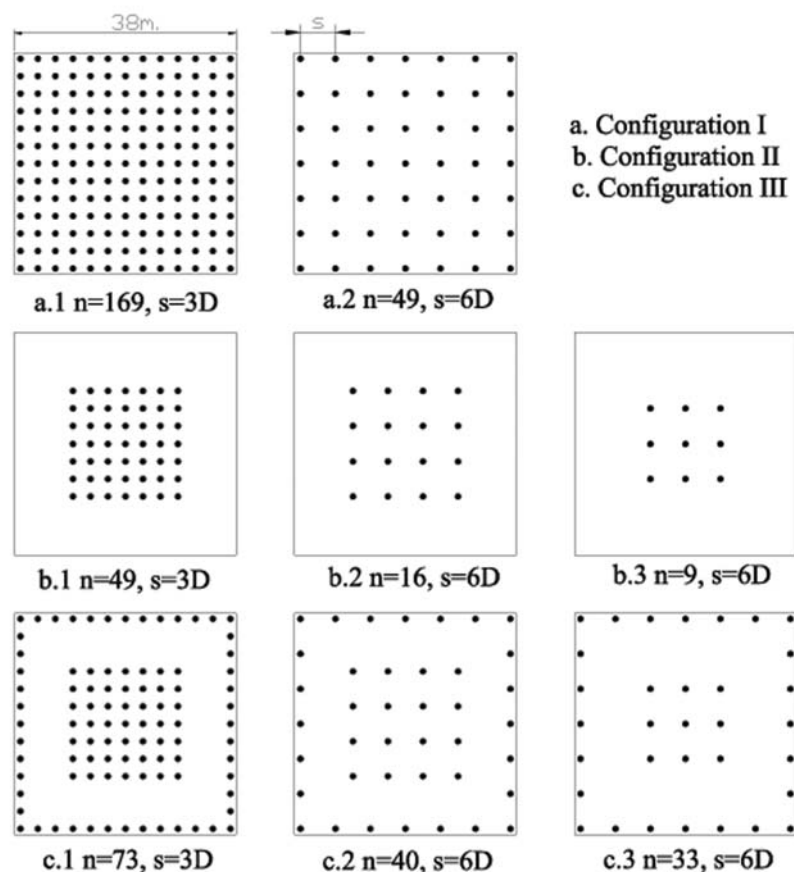 38m.
s
a. Configuration I
b. Configuration II
c. Configuration III
a.1 n=169, s=3D
a.2 n=49, s=6D
b.1 n=49, s=3D
b.2 n=16, s=6D
b.3 n=9, s=6D
c.1 n=73, s=3D
c.2 n=40, s=6D
c.3 n=33, s=6D